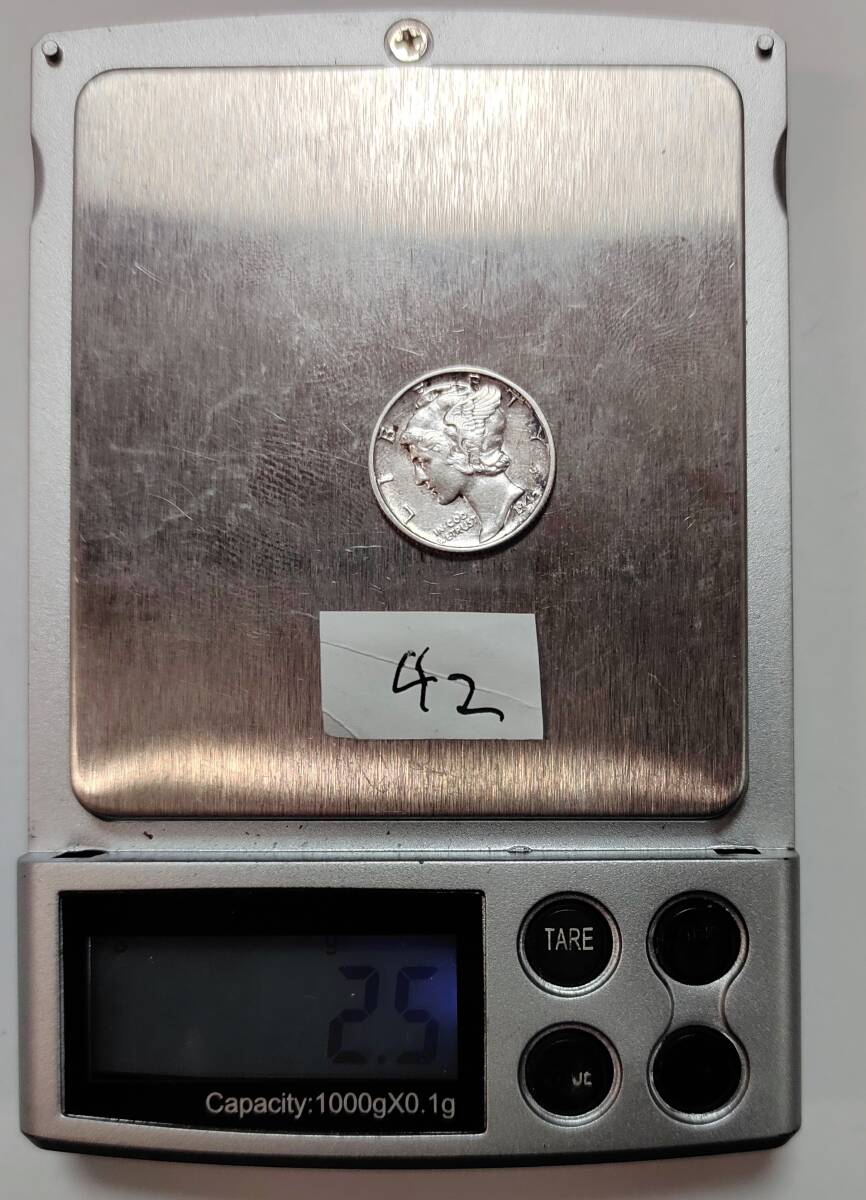 LIBERTY
IN GOD
WE TRUST
42
2.5
TARE
Capacity:1000gX0.1g